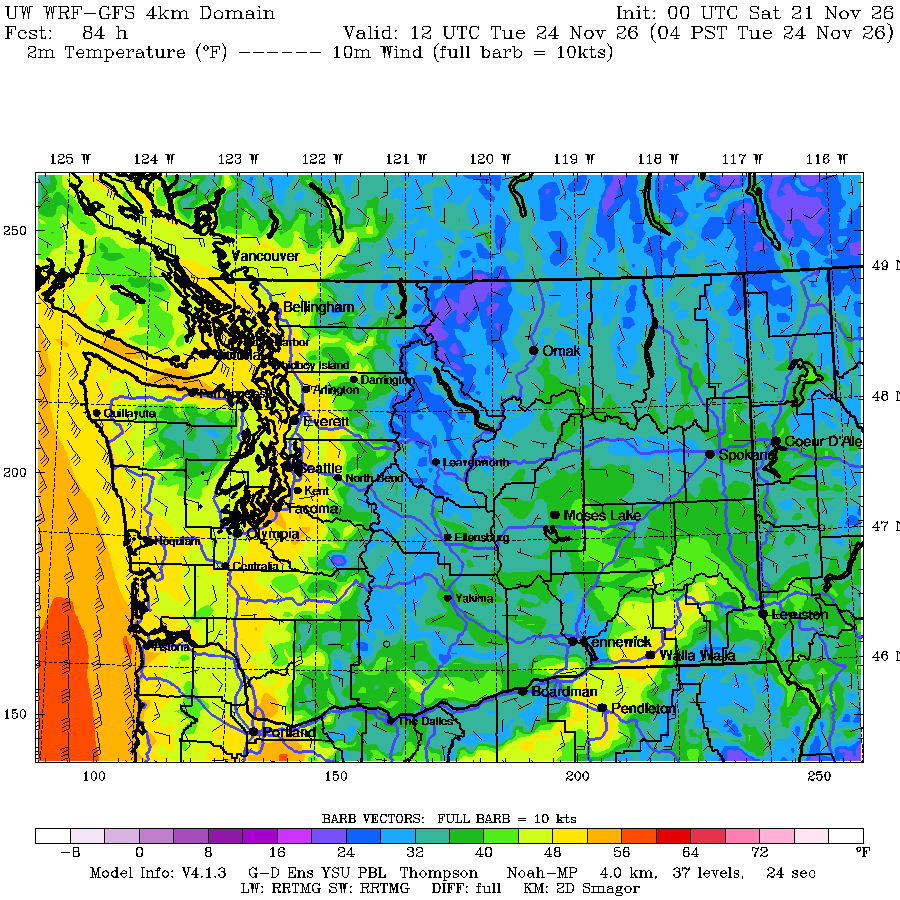 UW WRF-GFS 4km Domain Init: 00 UTC Sat 21 Nov 26
Fcst: 84 h Valid: 12 UTC Tue 24 Nov 26 (04 PST Tue 24 Nov 26)
2m Temperature (°F) ------ 10m Wind (full barb = 10kts)
125 W 124 W 123 W 122 W 121 W 120 W 119 W 118 W 117 W 116 W
250
Vancouver
49 N
Bellingham
Omak
Whidbey Island
Darrington
Arlington
48 N
Quillayute
Everett
Coeur D'Ale
Spokane
Leavenworth
200
Seattle
North Bend
Kent
Tacoma
Moses Lake
47 N
Olympia
Hoquiam
Ellensburg
Centralia
Yakima
Lewiston
Kennewick
Astoria
Walla Walla
46 N
Boardman
Pendleton
150
The Dalles
Portland
100 150 200 250
BARB VECTORS: FULL BARB = 10 kts
-8 0 8 16 24 32 40 48 56 64 72 °F
Model Info: V4.1.3 G-D Ens YSU PBL Thompson Noah-MP 4.0 km, 37 levels, 24 sec
LW: RRTMG SW: RRTMG DIFF: full KM: 2D Smagor